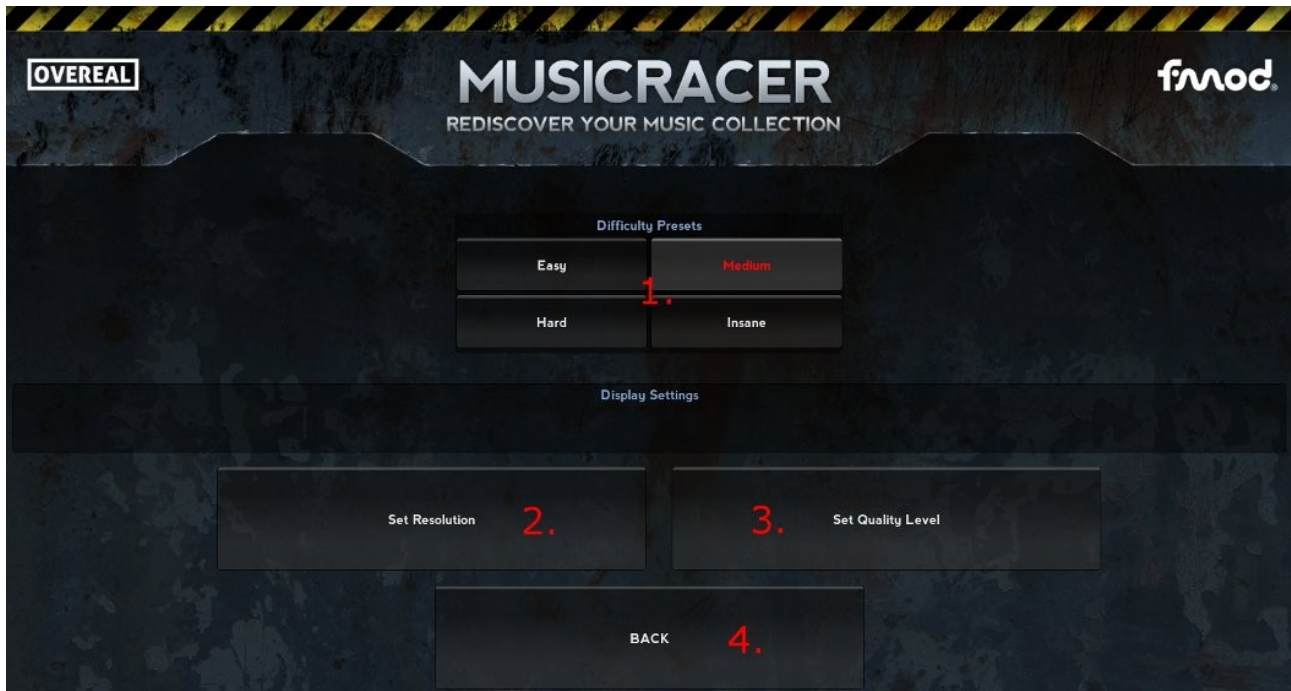 OVEREAL
MUSICRACER
fmod.
REDISCOVER YOUR MUSIC COLLECTION
Difficulty Presets
Easy
Medium
1.
Hard
Insane
Display Settings
Set Resolution 2.
3. Set Quality Level
BACK 4.